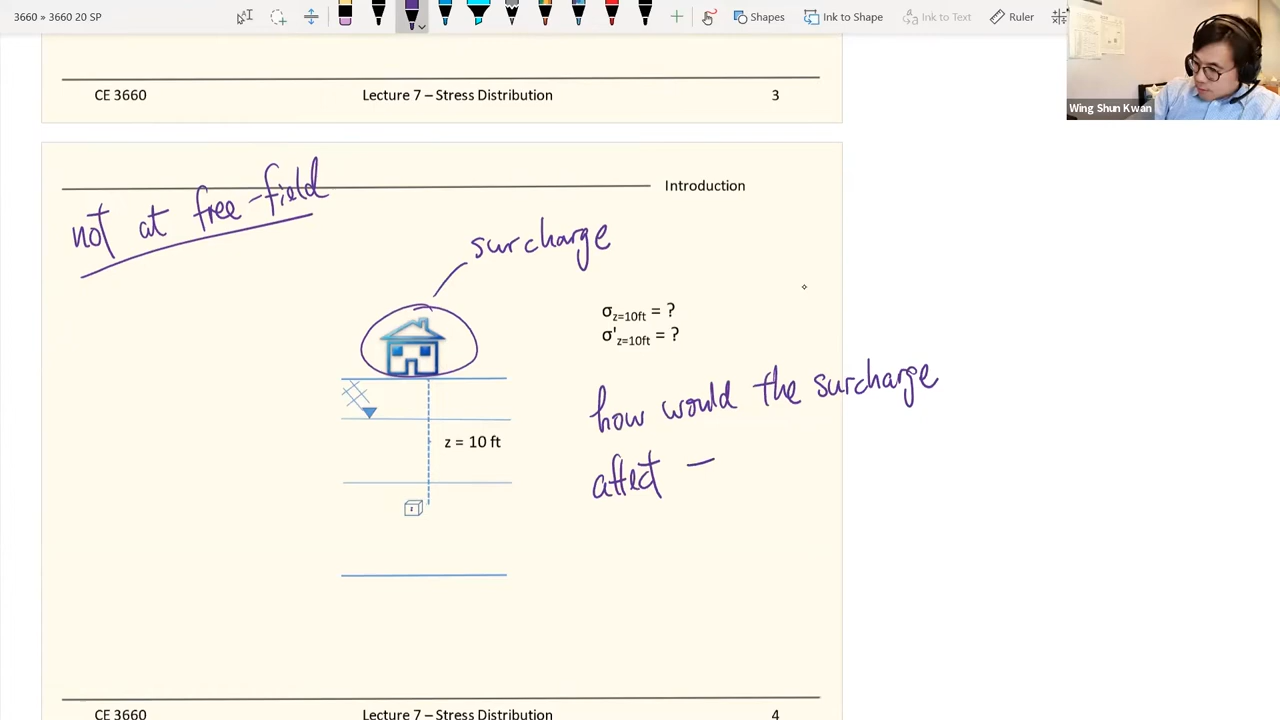 3660 » 3660 20 SP
Shapes
Ink to Shape
Ink to Text
Ruler
Wing Shun Kwan
CE 3660
Lecture 7 – Stress Distribution
3
Introduction
not at free-field
surcharge
σz=10ft = ?
σ'z=10ft = ?
how would the surcharge
affect
z = 10 ft
CE 3660
Lecture 7 – Stress Distribution
4